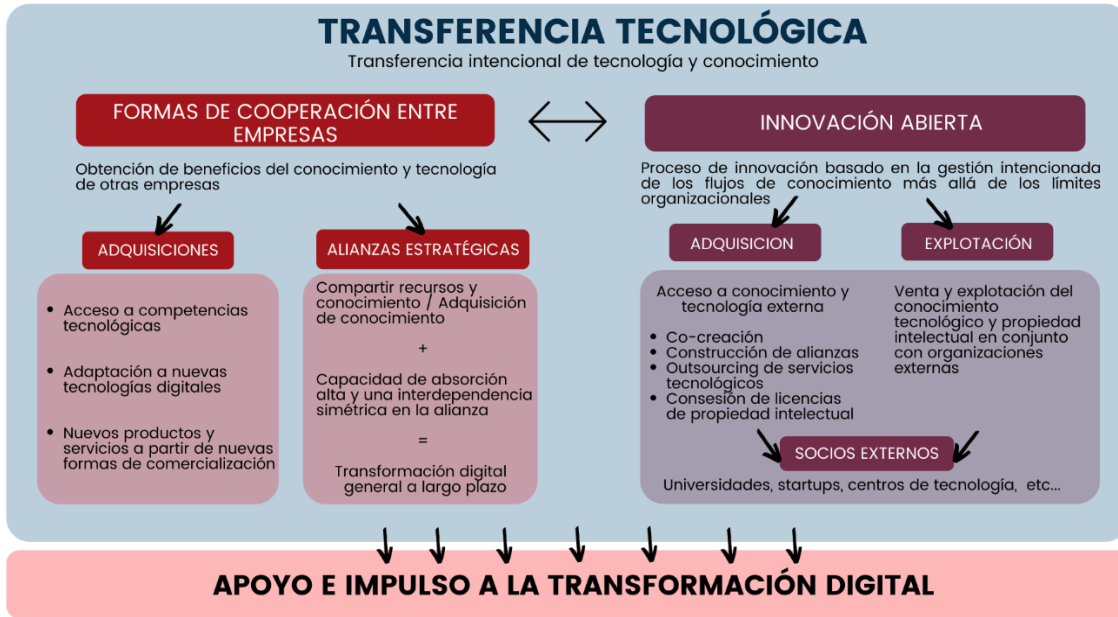 TRANSFERENCIA TECNOLÓGICA
Transferencia intencional de tecnología y conocimiento
FORMAS DE COOPERACIÓN ENTRE
EMPRESAS
Obtención de beneficios del conocimiento y tecnología
de otras empresas
ADQUISICIONES
• Acceso a competencias
tecnológicas
• Adaptación a nuevas
tecnologías digitales
• Nuevos productos y
servicios a partir de nuevas
formas de comercialización
ALIANZAS ESTRATÉGICAS
Compartir recursos y
conocimiento / Adquisición
de conocimiento
+
Capacidad de absorción
alta y una interdependencia
simétrica en la alianza
=
Transformación digital
general a largo plazo
INNOVACIÓN ABIERTA
Proceso de innovación basado en la gestión intencionada
de los flujos de conocimiento más allá de los límites
organizacionales
ADQUISICION
Acceso a conocimiento y
tecnología externa
• Co-creación
• Construcción de alianzas
• Outsourcing de servicios
tecnológicos
• Consesión de licencias
de propiedad intelectual
EXPLOTACIÓN
Venta y explotación del
conocimiento
tecnológico y propiedad
intelectual en conjunto
con organizaciones
externas
SOCIOS EXTERNOS
Universidades, startups, centros de tecnología, etc...
APOYO E IMPULSO A LA TRANSFORMACIÓN DIGITAL